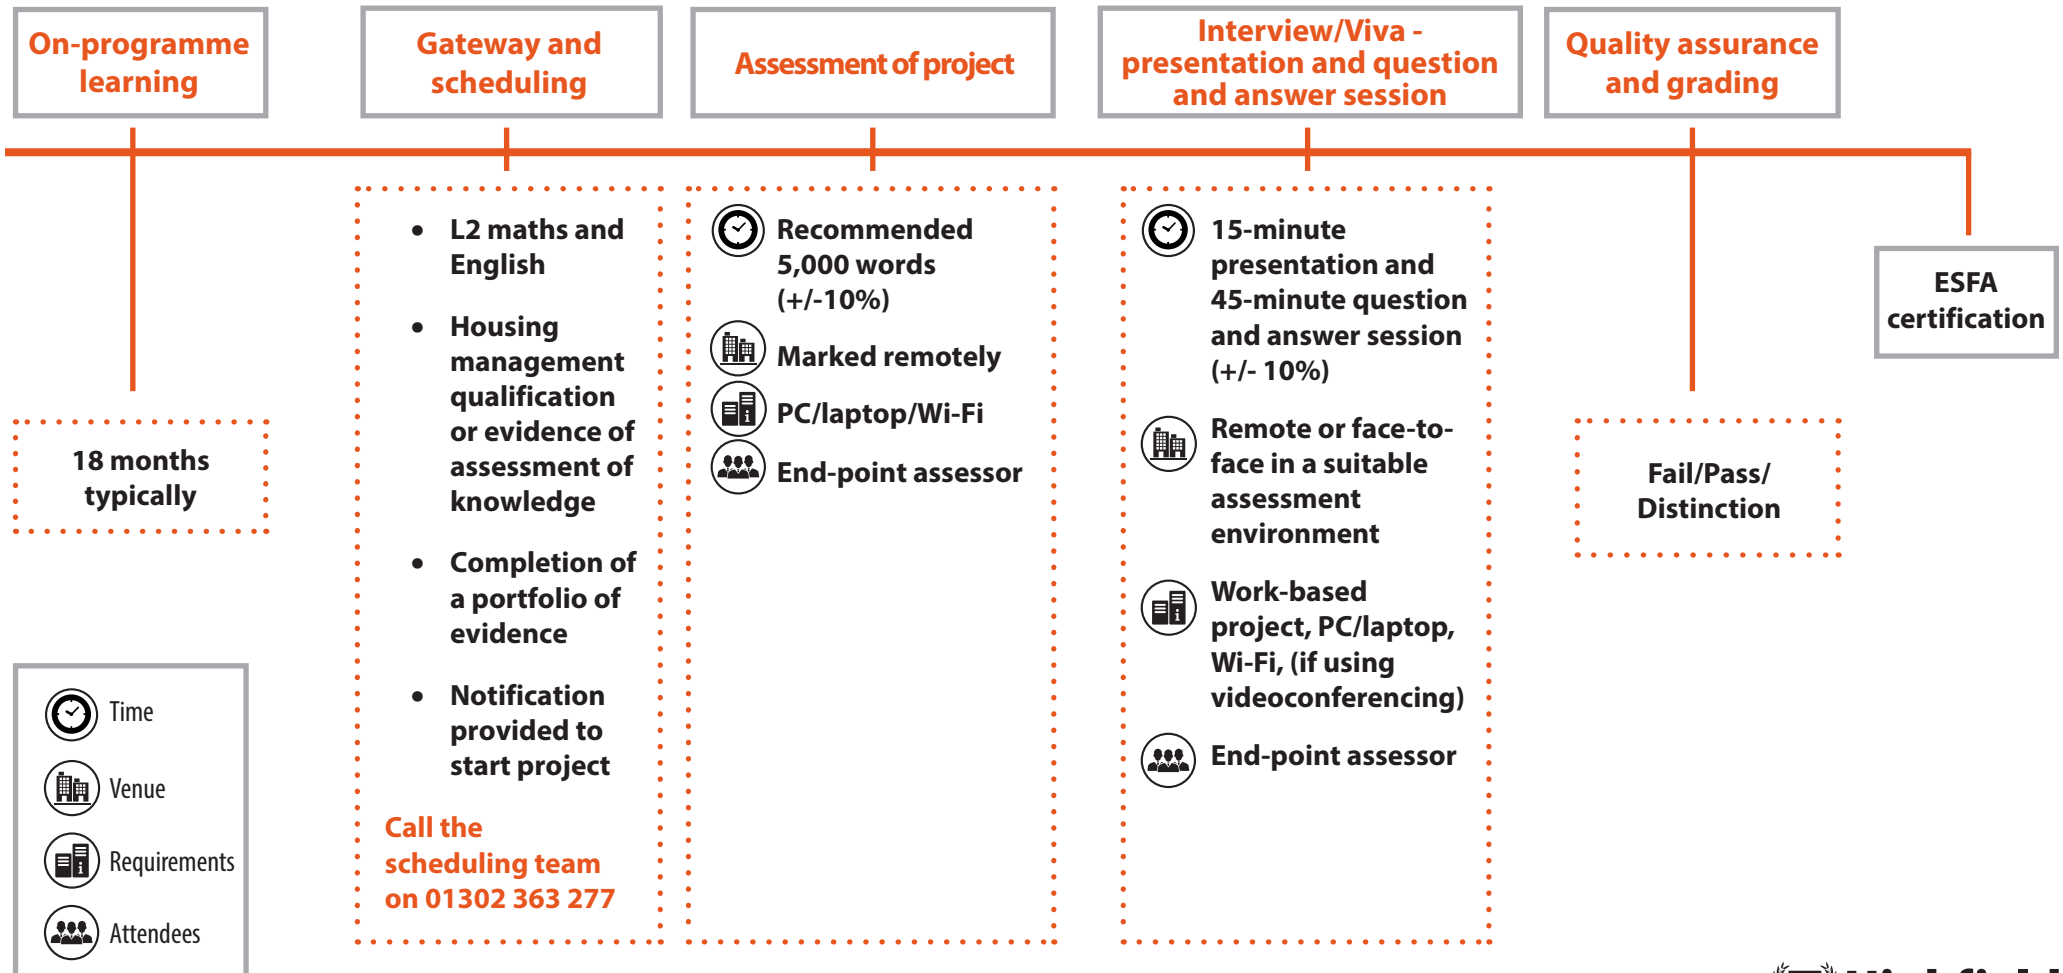 On-programme
learning
Gateway and
scheduling
Assessment of project
Interview/Viva -
presentation and question
and answer session
Quality assurance
and grading
18 months
typically
• L2 maths and
English
• Housing
management
qualification
or evidence of
assessment of
knowledge
• Completion of
a portfolio of
evidence
• Notification
provided to
start project
Call the
scheduling team
on 01302 363 277
Recommended
5,000 words
(+/-10%)
Marked remotely
PC/laptop/Wi-Fi
End-point assessor
15-minute
presentation and
45-minute question
and answer session
(+/- 10%)
Remote or face-to-
face in a suitable
assessment
environment
Work-based
project, PC/laptop,
Wi-Fi, (if using
videoconferencing)
End-point assessor
Fail/Pass/
Distinction
ESFA
certification
Time
Venue
Requirements
Attendees